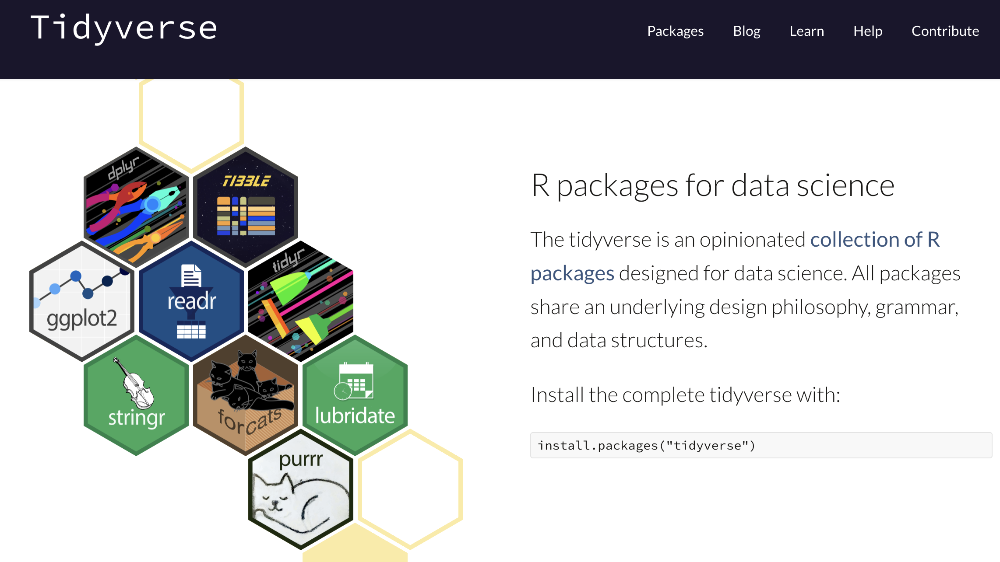 Tidyverse
Packages Blog Learn Help Contribute
dplyr
TIBBLE
ggplot2
readr
tidyr
stringr
forcats
lubridate
purrr
R packages for data science
The tidyverse is an opinionated collection of R
packages designed for data science. All packages
share an underlying design philosophy, grammar,
and data structures.
Install the complete tidyverse with:
install.packages("tidyverse")